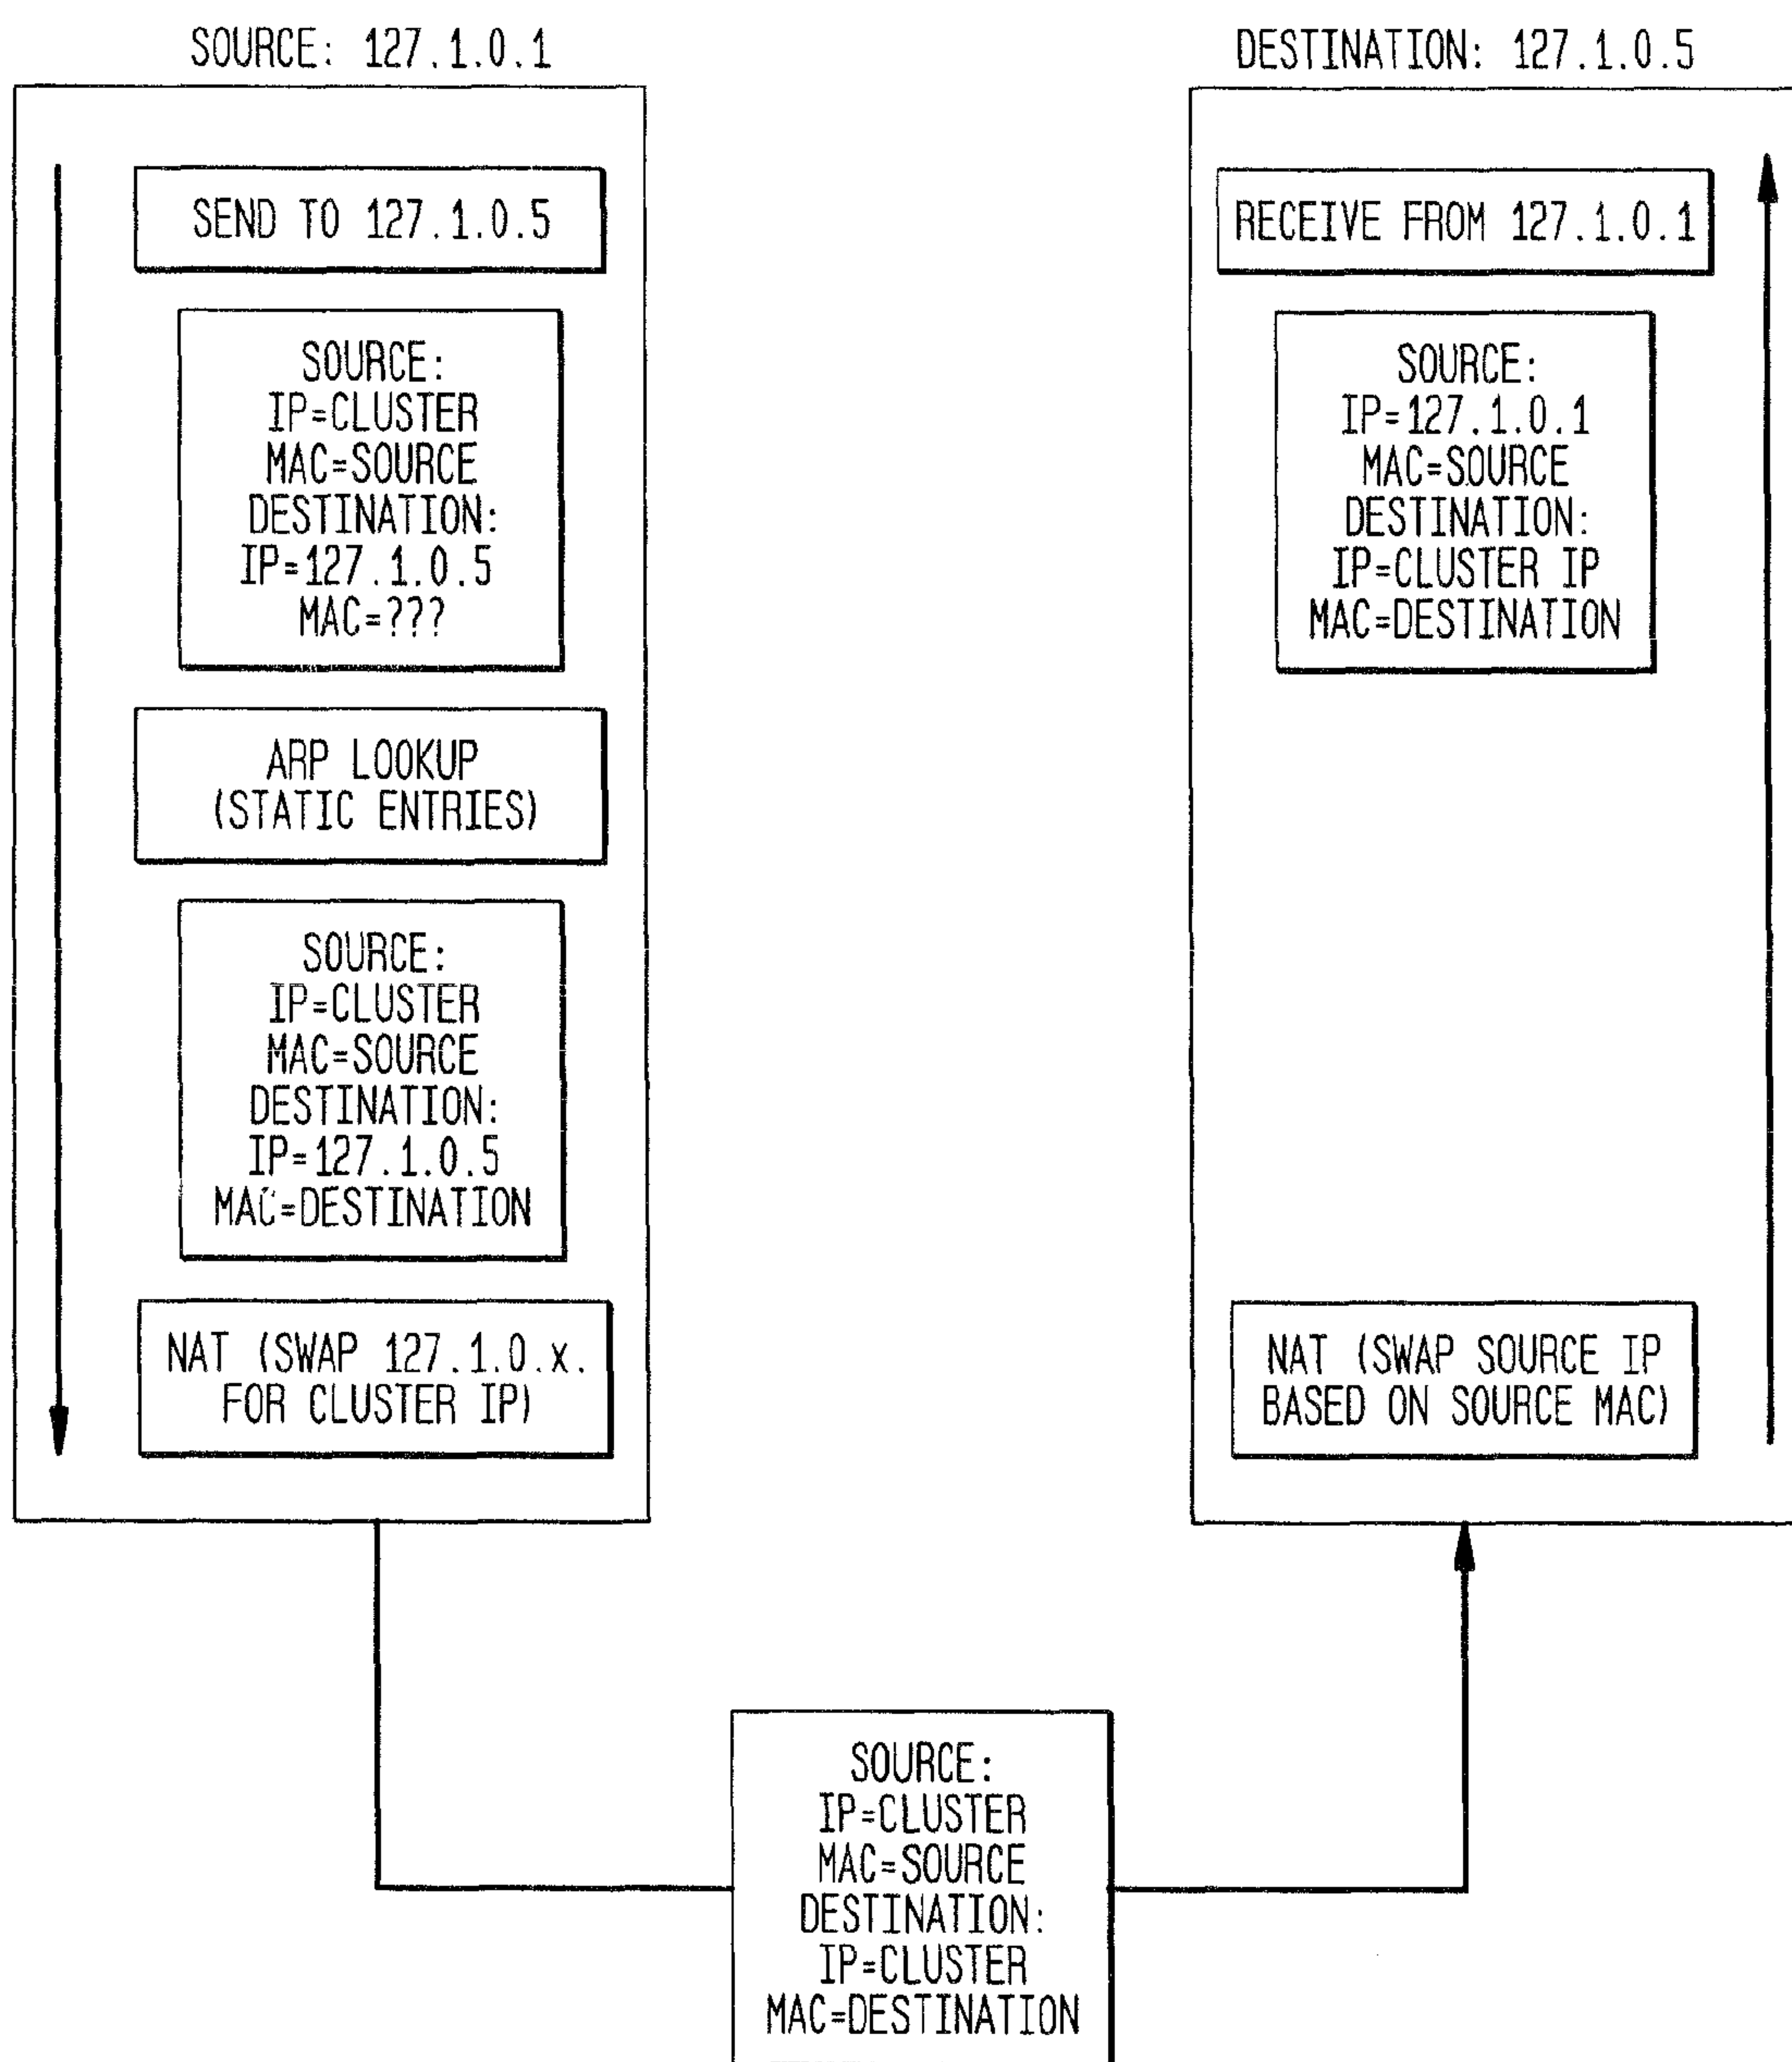 SOURCE: 127.1.0.1
SEND TO 127.1.0.5
SOURCE:
IP=CLUSTER
MAC=SOURCE
DESTINATION:
IP=127.1.0.5
MAC=???
ARP LOOKUP
(STATIC ENTRIES)
SOURCE:
IP=CLUSTER
MAC=SOURCE
DESTINATION:
IP=127.1.0.5
MAC=DESTINATION
NAT (SWAP 127.1.0.x.
FOR CLUSTER IP)
DESTINATION: 127.1.0.5
RECEIVE FROM 127.1.0.1
SOURCE:
IP=127.1.0.1
MAC=SOURCE
DESTINATION:
IP=CLUSTER IP
MAC=DESTINATION
NAT (SWAP SOURCE IP
BASED ON SOURCE MAC)
SOURCE:
IP=CLUSTER
MAC=SOURCE
DESTINATION:
IP=CLUSTER
MAC=DESTINATION